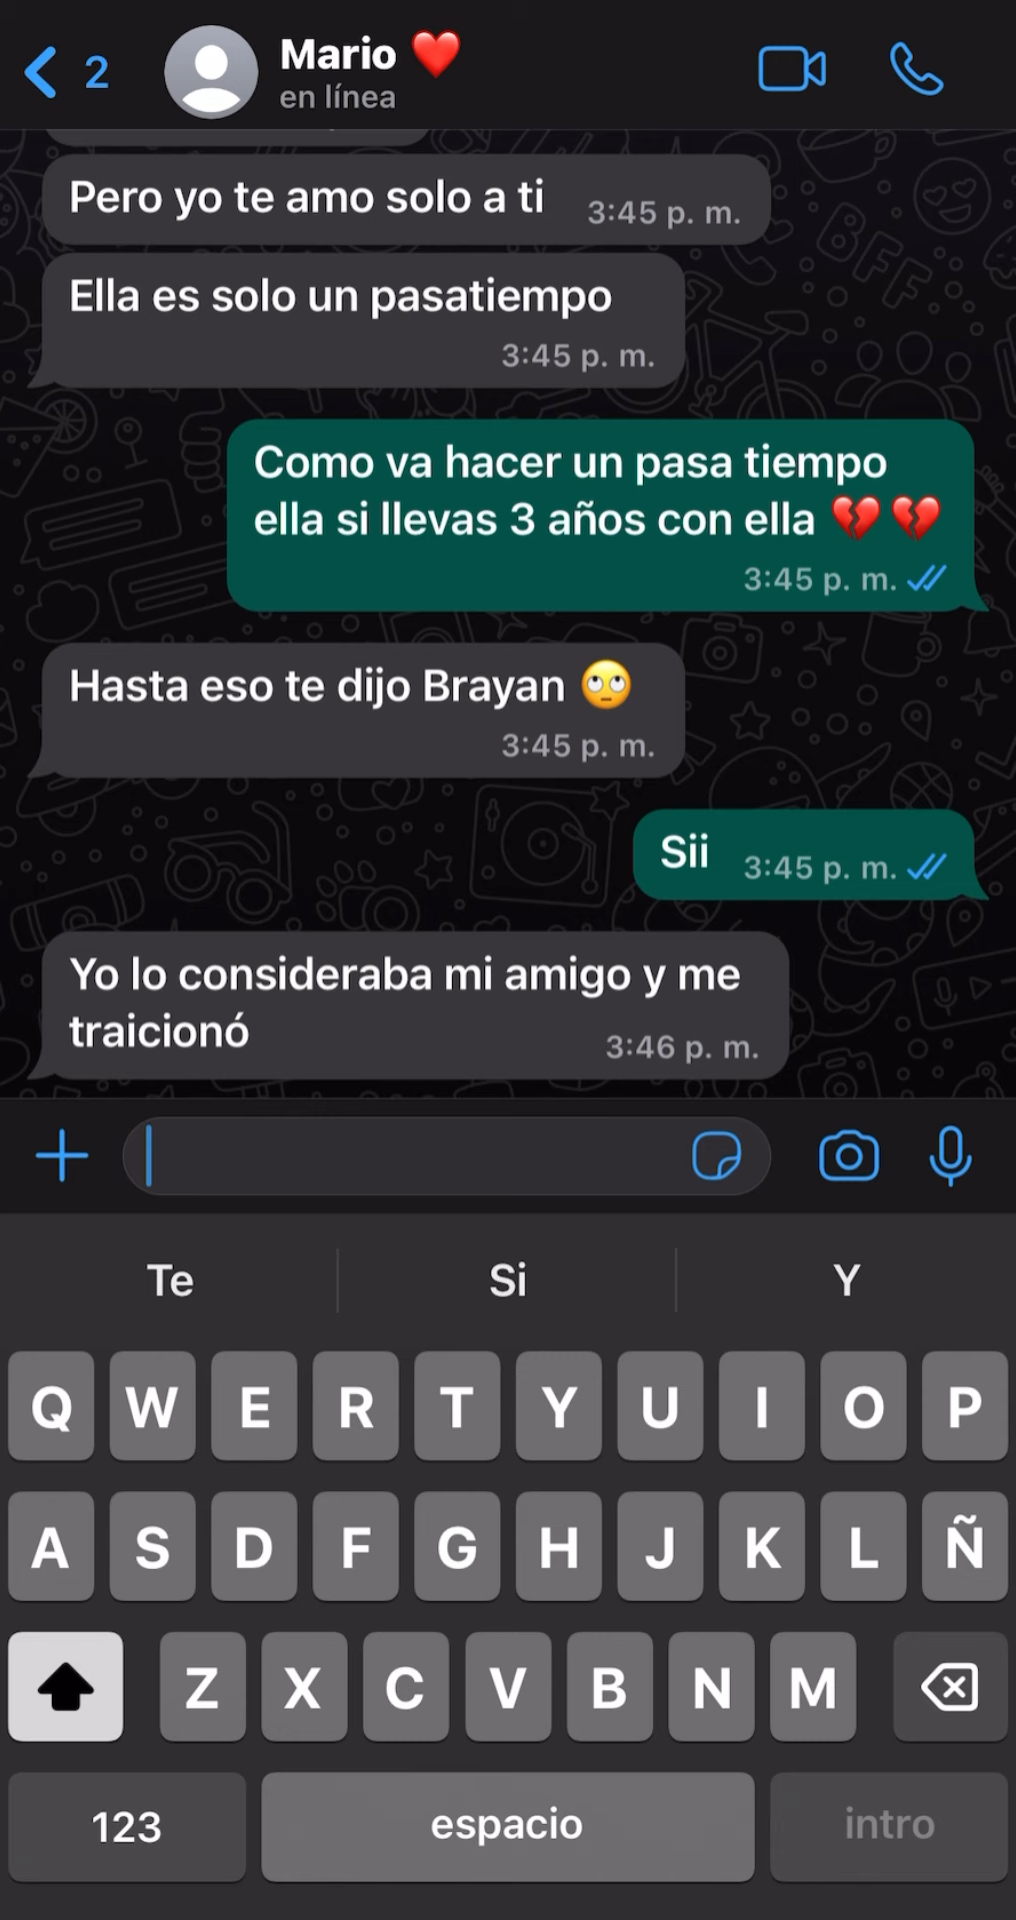 2
Mario ❤️
en línea
Pero yo te amo solo a ti
3:45 p. m.
Ella es solo un pasatiempo
3:45 p. m.
Como va hacer un pasa tiempo
ella si llevas 3 años con ella 💔💔
3:45 p. m.
Hasta eso te dijo Brayan 🙄
3:45 p. m.
Sii
3:45 p. m.
Yo lo consideraba mi amigo y me
traicionó
3:46 p. m.
Te Si Y
Q W E R T Y U I O P
A S D F G H J K L Ñ
Z X C V B N M
123 espacio intro